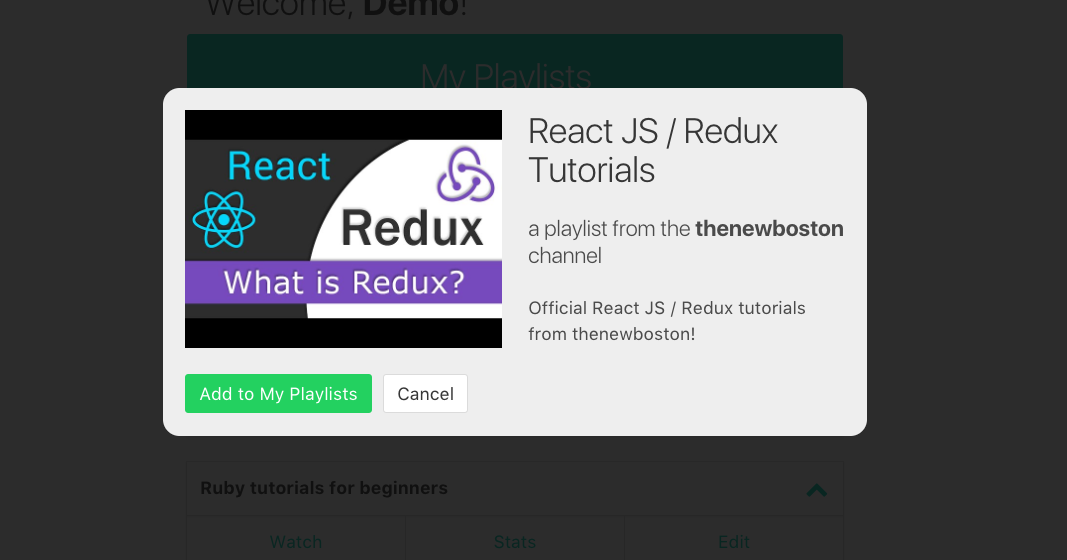 Welcome, Demo!
My Playlists
React
Redux
What is Redux?
React JS / Redux
Tutorials
a playlist from the thenewboston
channel
Official React JS / Redux tutorials
from thenewboston!
Add to My Playlists
Cancel
Ruby tutorials for beginners
Watch
Stats
Edit